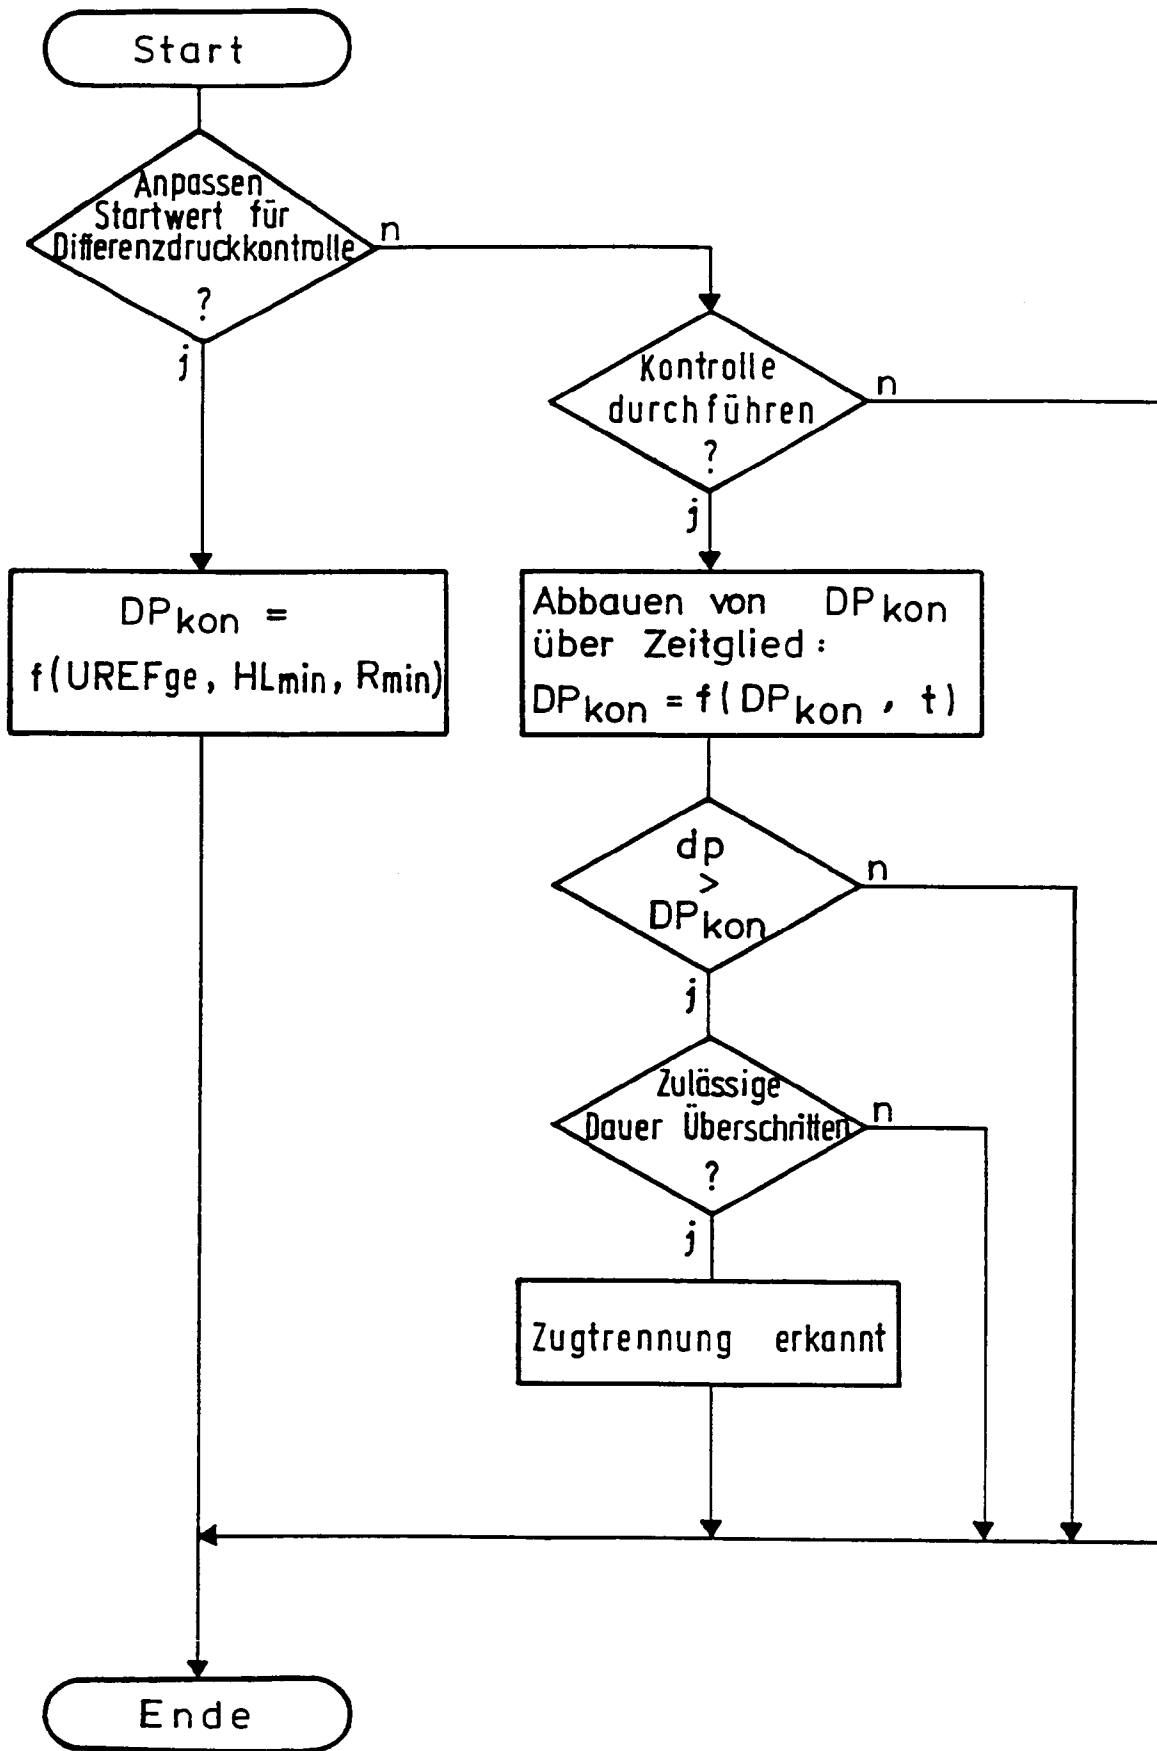 Start
Anpassen
Startwert für
Differenzdruckkontrolle
?
n
j
Kontrolle
durchführen
?
n
j
DPkon =
f(UREFge, HLmin, Rmin)
Abbauen von DPkon
über Zeitglied:
DPkon = f(DPkon, t)
dp
>
DPkon
n
j
Zulässige
Dauer Überschritten
?
n
j
Zugtrennung erkannt
Ende